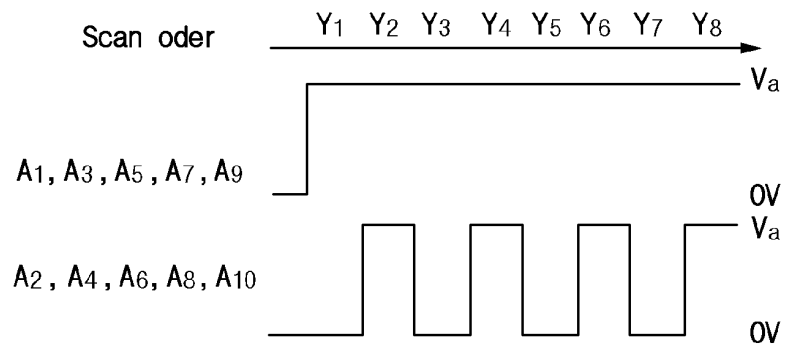 Scan oder Y1 Y2 Y3 Y4 Y5 Y6 Y7 Y8
Va
A1, A3, A5, A7, A9
0V
Va
A2, A4, A6, A8, A10
0V